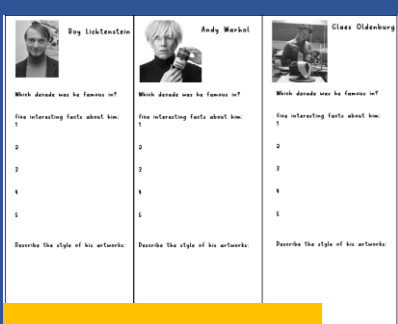 Roy Lichtenstein
Which decade was he famous in?
Five interesting facts about him:
1
2
3
4
5
Describe the style of his artworks:
Andy Warhol
Which decade was he famous in?
Five interesting facts about him:
1
2
3
4
5
Describe the style of his artworks:
Claes Oldenburg
Which decade was he famous in?
Five interesting facts about him:
1
2
3
4
5
Describe the style of his artworks: